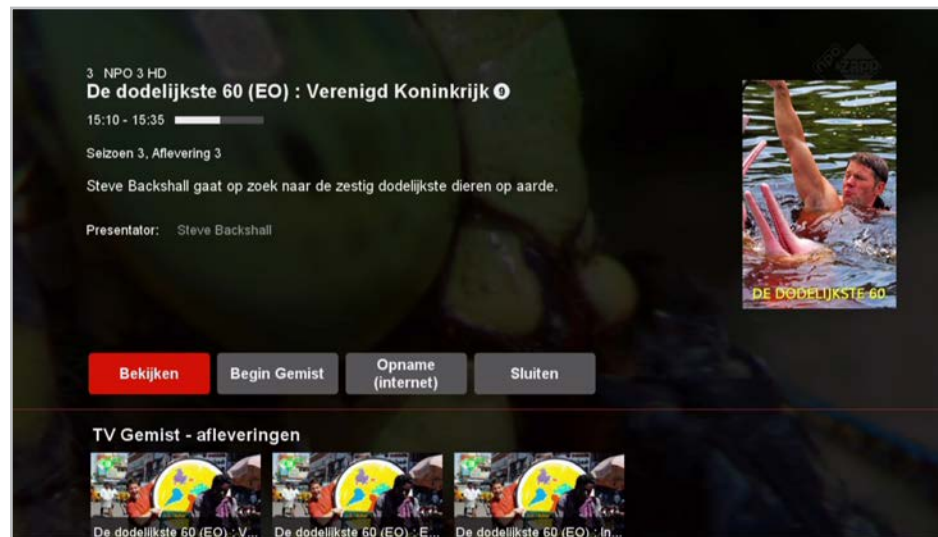 3 NPO 3 HD
De dodelijkste 60 (EO) : Verenigd Koninkrijk 9
15:10 - 15:35
Seizoen 3, Aflevering 3
Steve Backshall gaat op zoek naar de zestig dodelijkste dieren op aarde.
Presentator: Steve Backshall
DE DODELIJKSTE 60
Bekijken
Begin Gemist
Opname
(internet)
Sluiten
TV Gemist - afleveringen
De dodelijkste 60 (EO) : V...
De dodelijkste 60 (EO) : E...
De dodelijkste 60 (EO) : In...